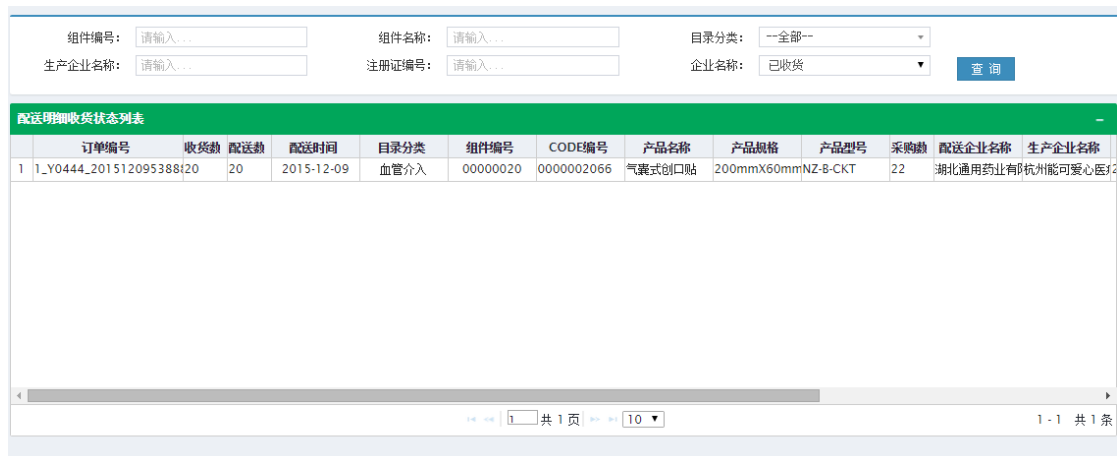 组件编号： 请输入... 组件名称： 请输入... 目录分类： --全部--
生产企业名称： 请输入... 注册证编号： 请输入... 企业名称： 已收货 查 询
配送明细收货状态列表
订单编号 收货数 配送数 配送时间 目录分类 组件编号 CODE编号 产品名称 产品规格 产品型号 采购数 配送企业名称 生产企业名称
1 1_Y0444_20151209538 20 20 2015-12-09 血管介入 00000020 0000002066 气囊式创口贴 200mmX60mm NZ-B-CKT 22 湖北通用药业有 杭州能可爱心医
1 共 1 页 10 1 - 1 共 1 条